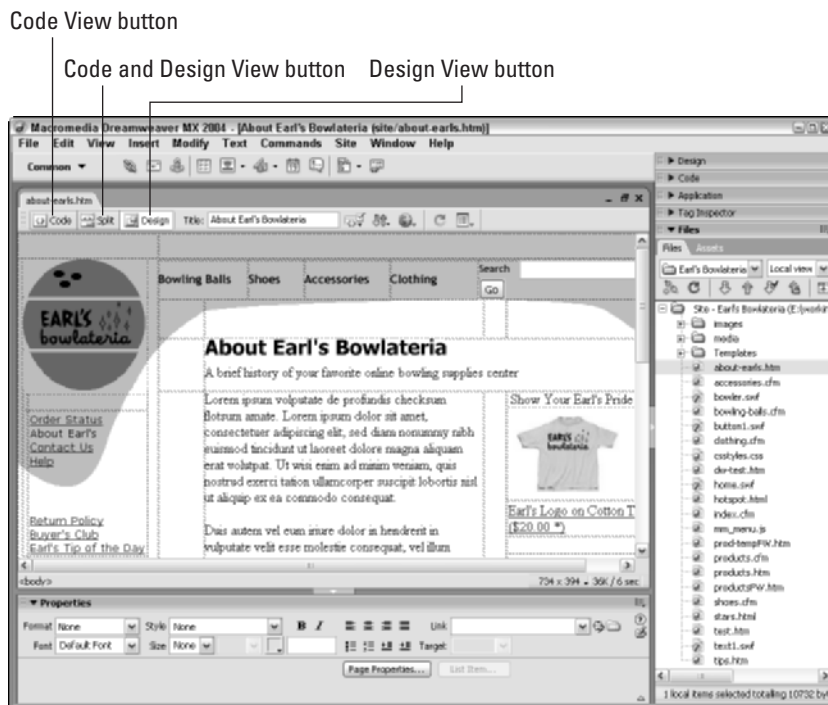 Code View button
Code and Design View button Design View button
Macromedia Dreamweaver MX 2004 - [About Earl's Bowlateria (site/about-earls.htm)]
File Edit View Insert Modify Text Commands Site Window Help
Common
about-earls.htm
Code Split Design Title: About Earl's Bowlateria
Bowling Balls Shoes Accessories Clothing Search
Go
EARL'S
bowlateria
About Earl's Bowlateria
A brief history of your favorite online bowling supplies center
Order Status
About Earl's
Contact Us
Help
Return Policy
Buyer's Club
Earl's Tip of the Day
Lorem ipsum volputate de profundis checksum
flotsum amate. Lorem ipsum dolor sit amet,
consectetuer adipiscing elit, sed diam nonummy nibh
euismod tincidunt ut laoreet dolore magna aliquam
erat volutpat. Ut wisi enim ad minim veniam, quis
nostrud exerci tation ullamcorper suscipit lobortis nisl
ut aliquip ex ea commodo consequat.
Duis autem vel eum iriure dolor in hendrerit in
vulputate velit esse molestie consequat, vel illum
Show Your Earl's Pride
EARL'S
bowlateria
Earl's Logo on Cotton T
($20.00 *)
<body>
734 x 394 36K / 6 sec
Properties
Format None Style None B I Link
Font Default Font Size None Target
Page Properties... List Item...
Design
Code
Application
Tag Inspector
Files
Files Assets
Earl's Bowlateria Local view
Site - Earl's Bowlateria (E:\workin
images
media
Templates
about-earls.htm
accessories.cfm
bowler.swf
bowling-balls.cfm
button1.swf
clothing.cfm
cssstyles.css
dw-test.htm
home.swf
hotspot.html
index.cfm
mm_menu.js
prod-tempFW.htm
products.cfm
products.htm
productsFW.htm
shoes.cfm
stars.html
test.htm
text1.swf
tips.htm
1 local items selected totalling 10732 byt